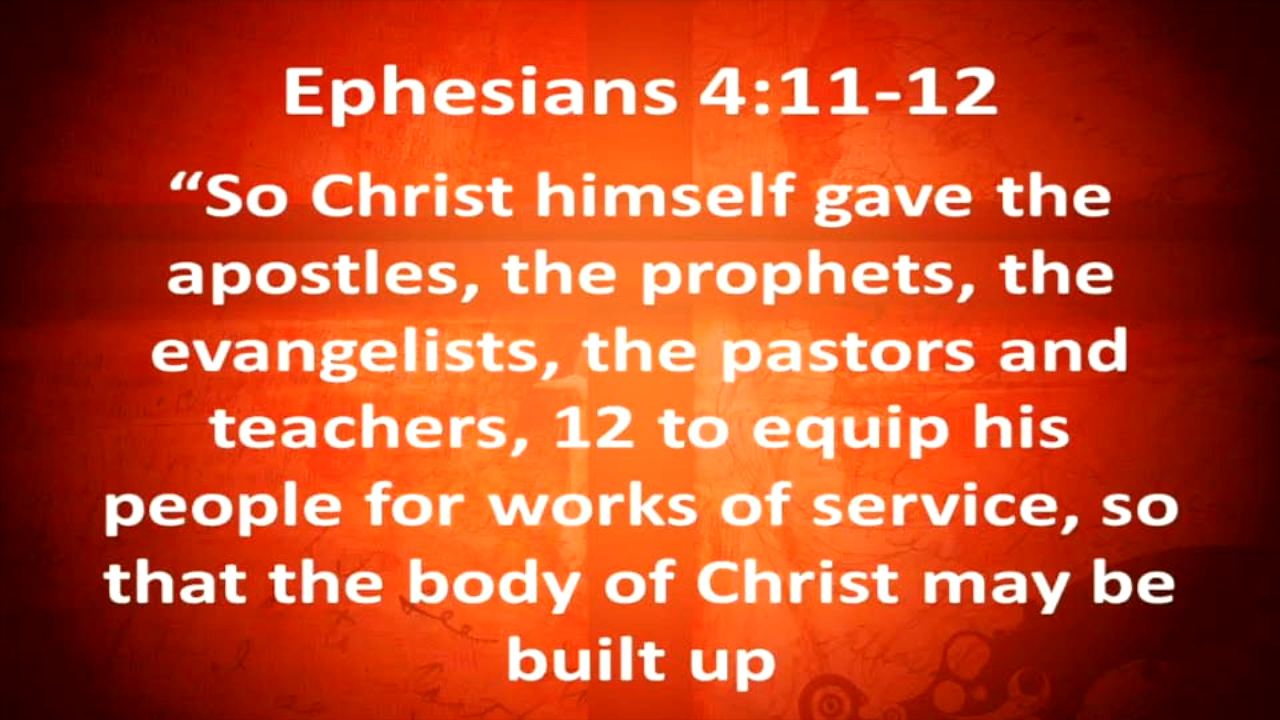 Ephesians 4:11-12
“So Christ himself gave the
apostles, the prophets, the
evangelists, the pastors and
teachers, 12 to equip his
people for works of service, so
that the body of Christ may be
built up